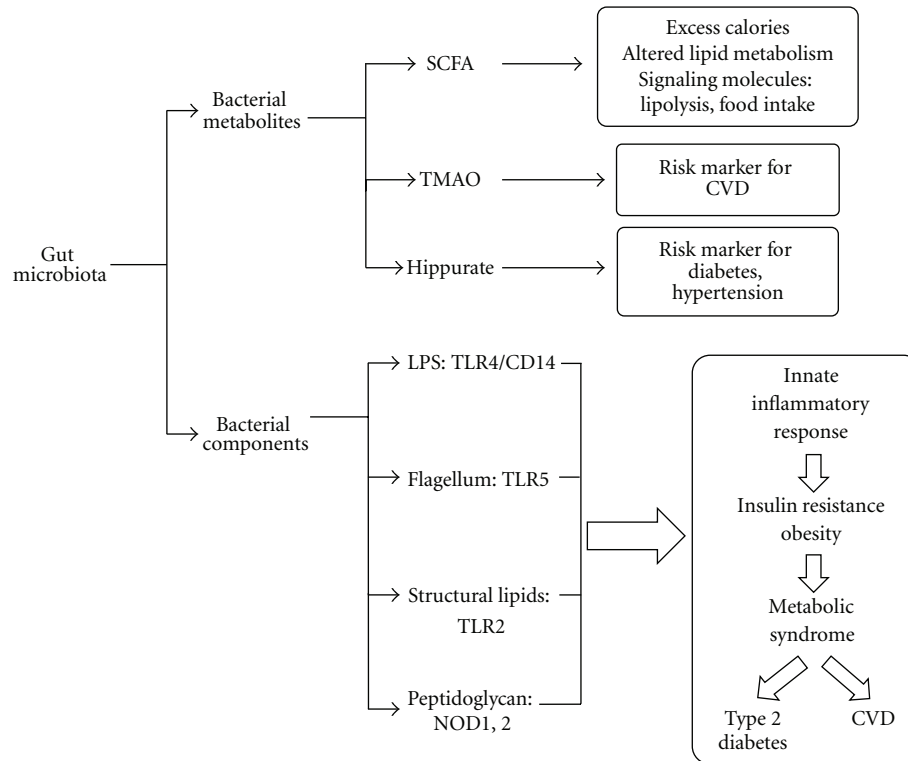 Excess calories
Altered lipid metabolism
Signaling molecules:
lipolysis, food intake
SCFA
Bacterial
metabolites
TMAO
Risk marker for
CVD
Gut
microbiota
Hippurate
Risk marker for
diabetes,
hypertension
LPS: TLR4/CD14
Bacterial
components
Flagellum: TLR5
Structural lipids:
TLR2
Peptidoglycan:
NOD1, 2
Innate
inflammatory
response
Insulin resistance
obesity
Metabolic
syndrome
Type 2
diabetes
CVD